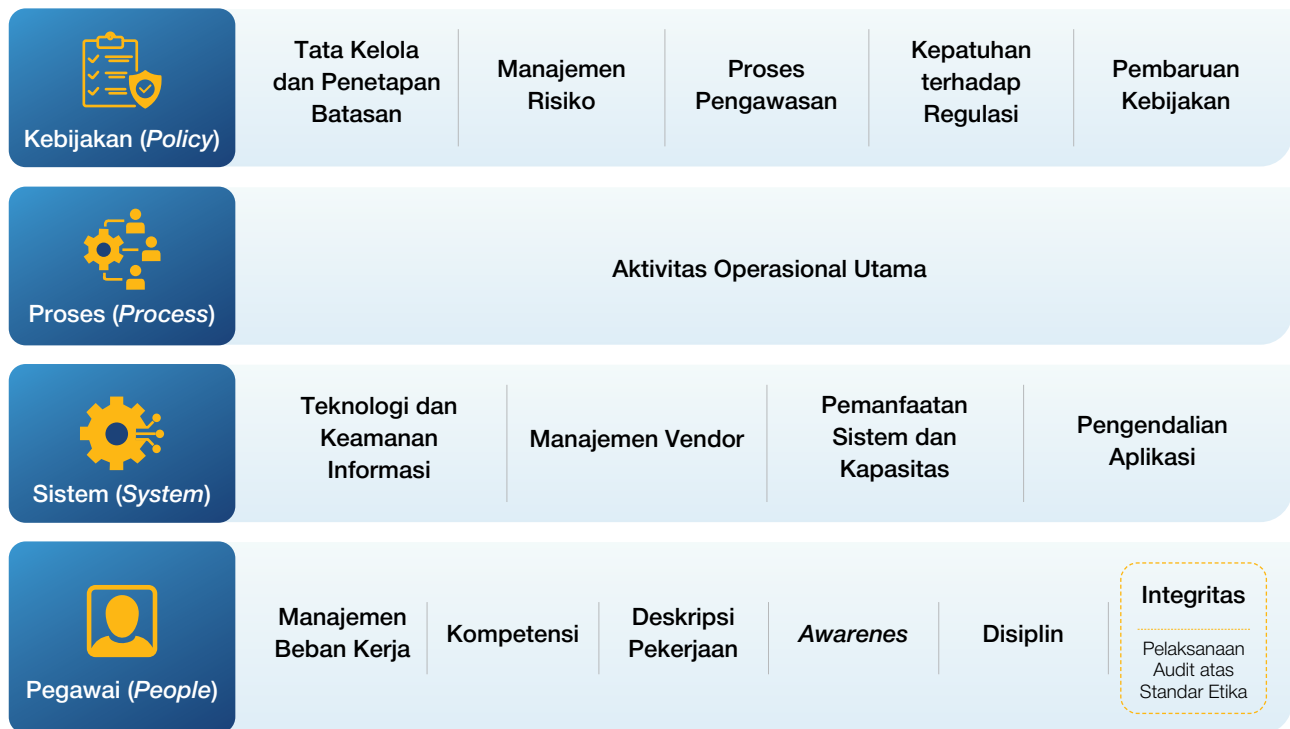 Kebijakan (Policy)
Tata Kelola
dan Penetapan
Batasan
Manajemen
Risiko
Proses
Pengawasan
Kepatuhan
terhadap
Regulasi
Pembaruan
Kebijakan
Proses (Process)
Aktivitas Operasional Utama
Sistem (System)
Teknologi dan
Keamanan
Informasi
Manajemen Vendor
Pemanfaatan
Sistem dan
Kapasitas
Pengendalian
Aplikasi
Pegawai (People)
Manajemen
Beban Kerja
Kompetensi
Deskripsi
Pekerjaan
Awarenes
Disiplin
Integritas
Pelaksanaan
Audit atas
Standar Etika